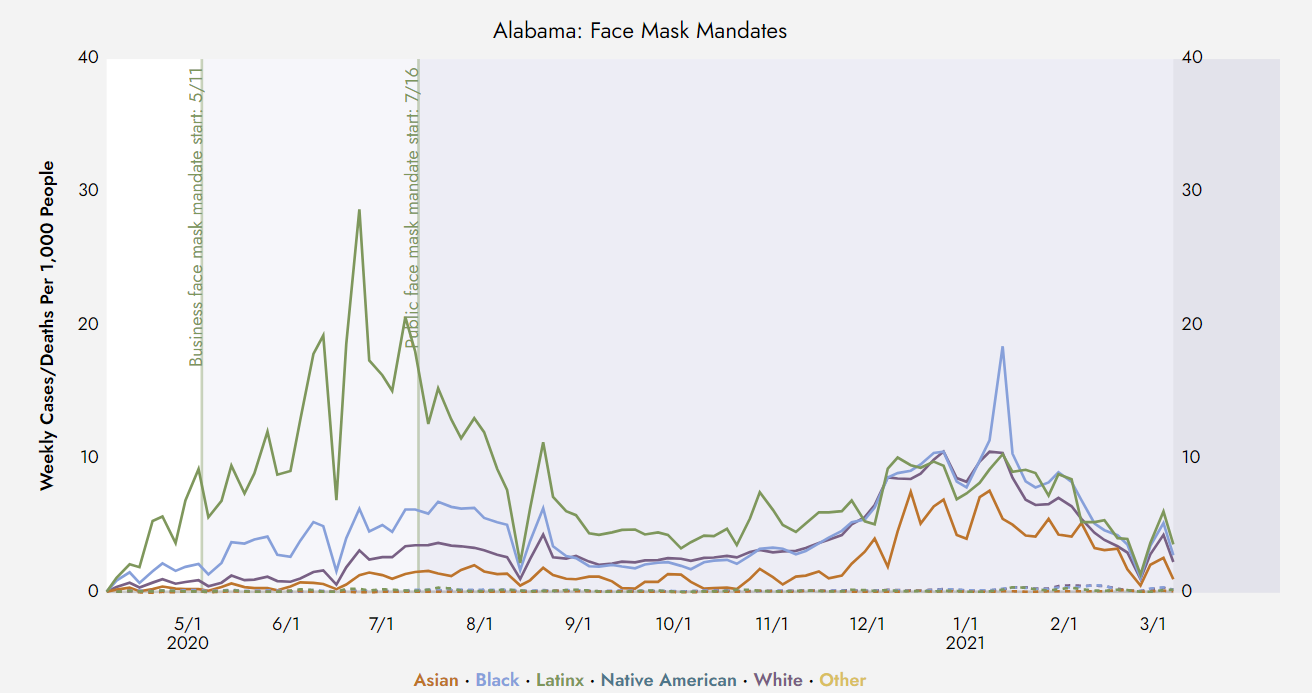 Alabama: Face Mask Mandates
Weekly Cases/Deaths Per 1,000 People
40
30
20
10
0
Business face mask mandate start: 5/11
Public face mask mandate start: 7/16
40
30
20
10
0
5/1 6/1 7/1 8/1 9/1 10/1 11/1 12/1 1/1 2/1 3/1
2020 2021
Asian · Black · Latinx · Native American · White · Other